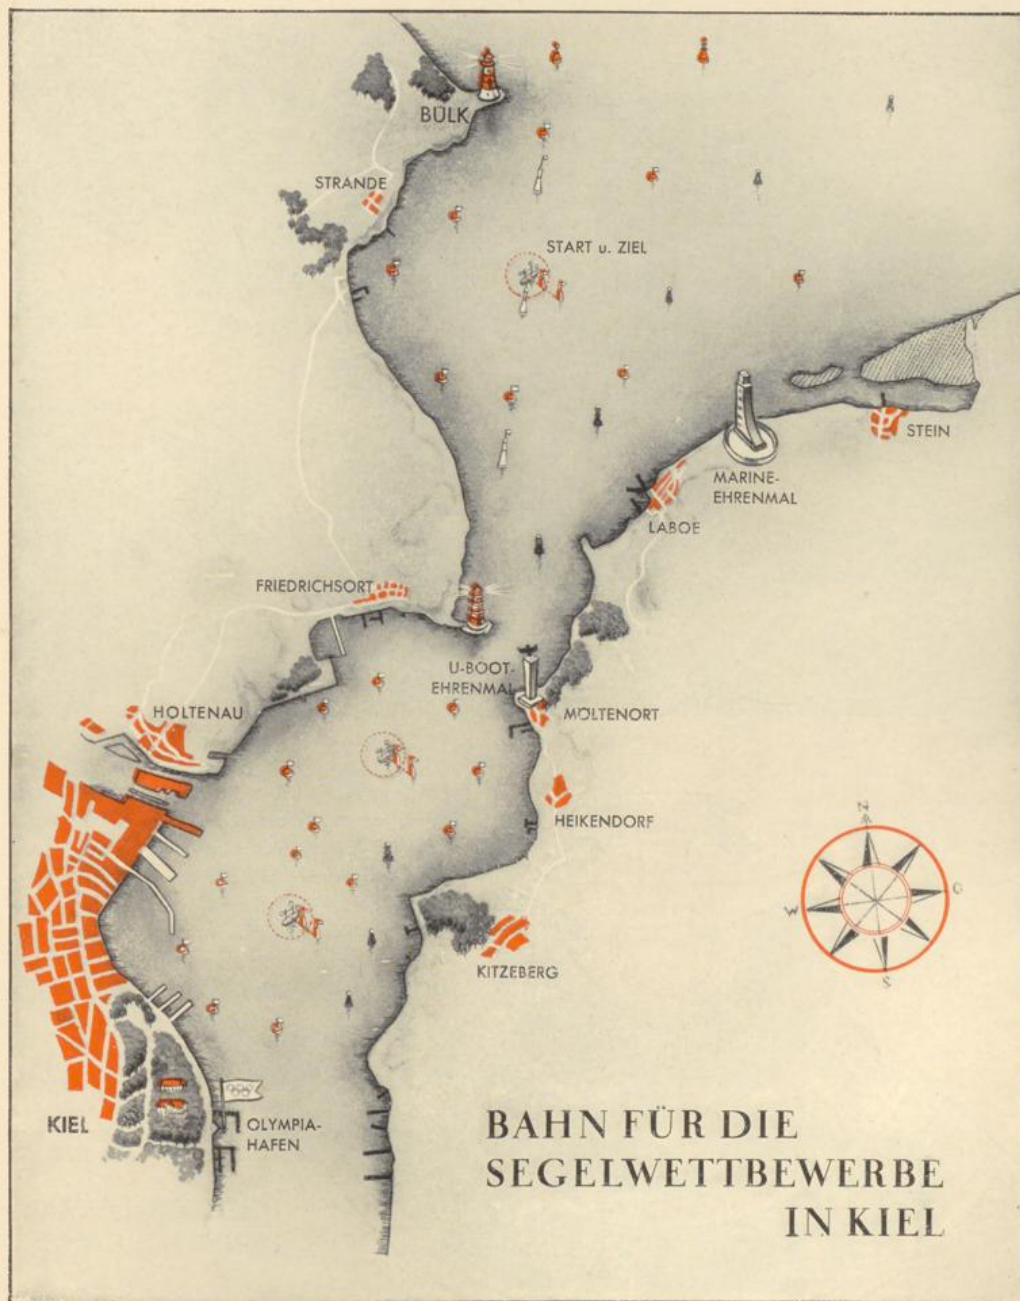 BÜLK
STRANDE
START u. ZIEL
STEIN
MARINE-
EHRENMAL
LABOE
FRIEDRICHSORT
U-BOOT-
EHRENMAL
MÖLTENORT
HOLTENAU
HEIKENDORF
N
W
O
S
KITZEBERG
KIEL
OLYMPIA-
HAFEN
BAHN FÜR DIE
SEGELWETTBEWERBE
IN KIEL